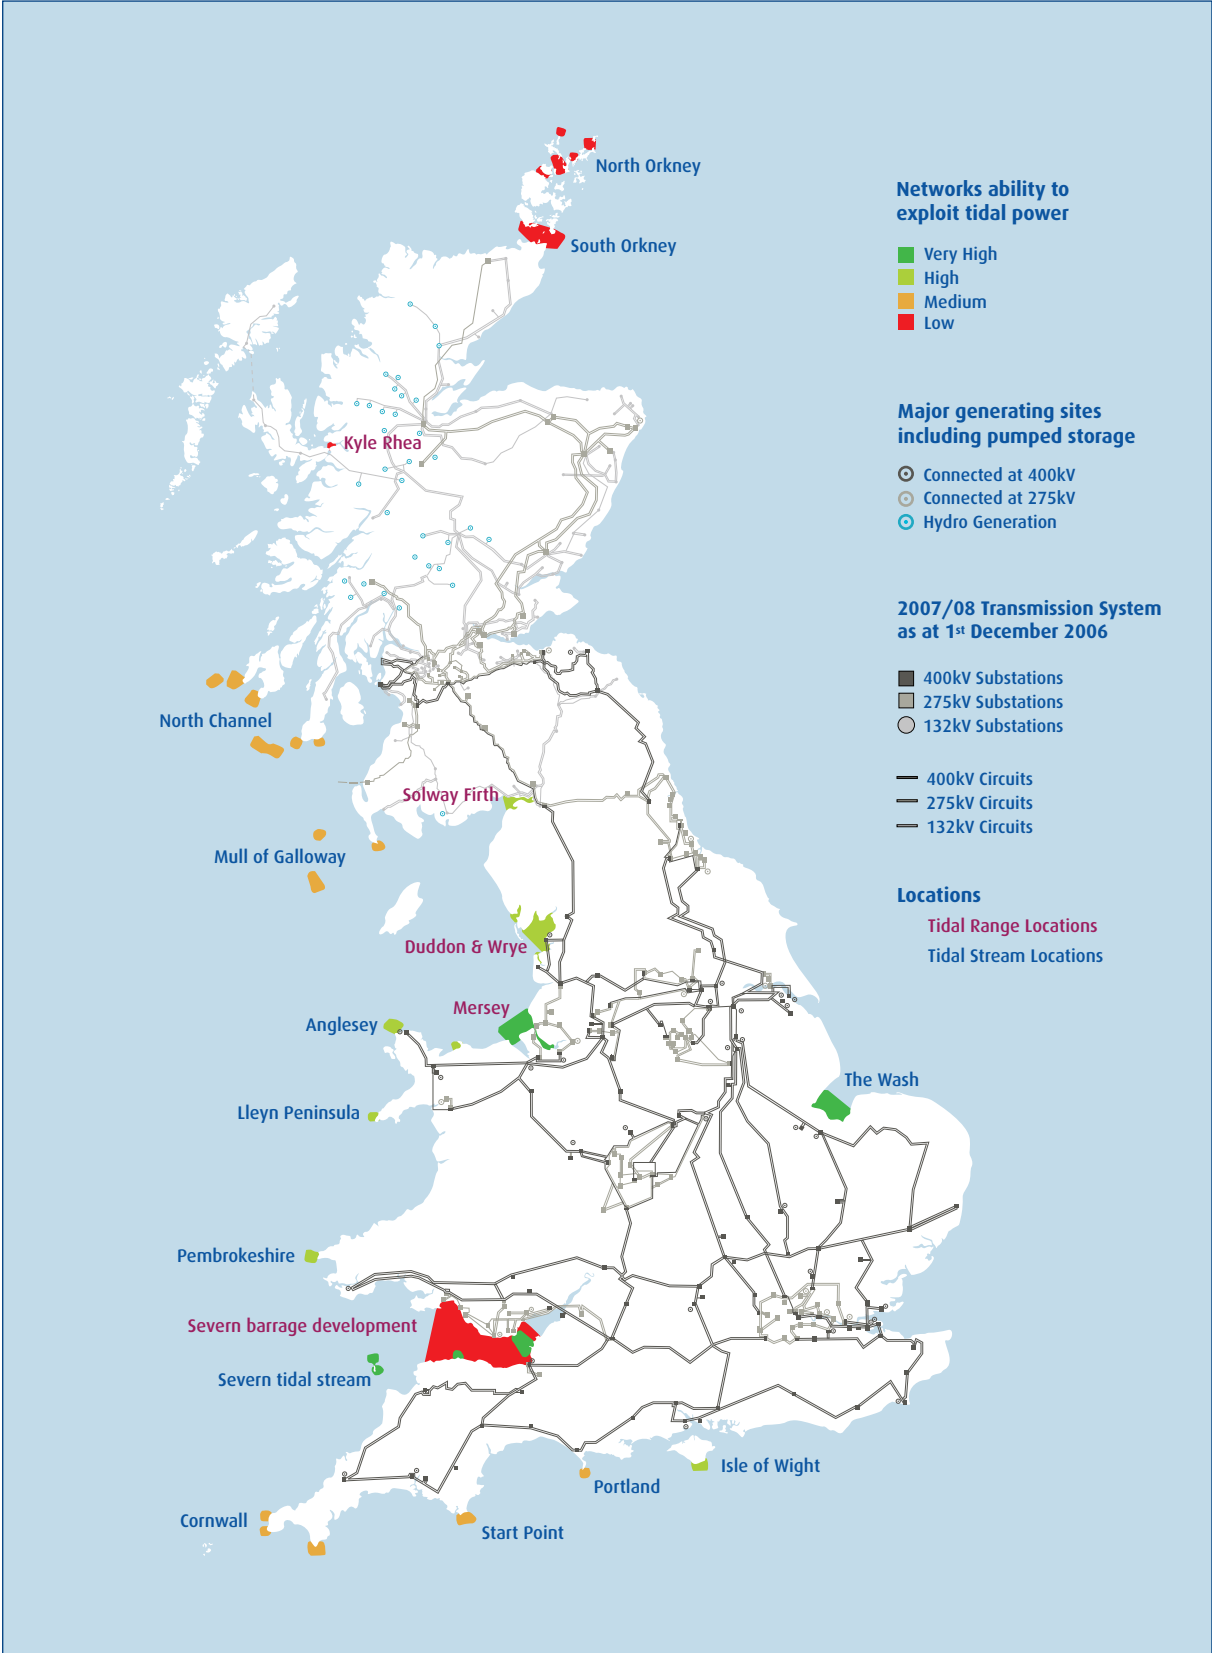 North Orkney
South Orkney
Networks ability to
exploit tidal power
Very High
High
Medium
Low
Major generating sites
including pumped storage
Connected at 400kV
Connected at 275kV
Hydro Generation
Kyle Rhea
2007/08 Transmission System
as at 1st December 2006
400kV Substations
275kV Substations
132kV Substations
400kV Circuits
275kV Circuits
132kV Circuits
North Channel
Solway Firth
Mull of Galloway
Locations
Tidal Range Locations
Tidal Stream Locations
Duddon & Wrye
Mersey
Anglesey
The Wash
Lleyn Peninsula
Pembrokeshire
Severn barrage development
Severn tidal stream
Isle of Wight
Portland
Cornwall
Start Point